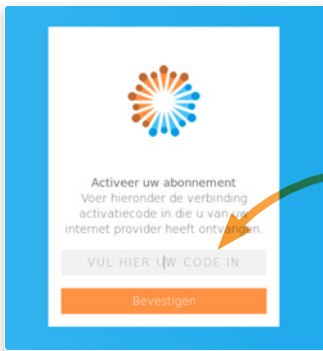 Activeer uw abonnement
Voer hieronder de verbinding
activatiecode in die u van uw
internet provider heeft ontvangen.
VUL HIER UW CODE IN
Bevestigen